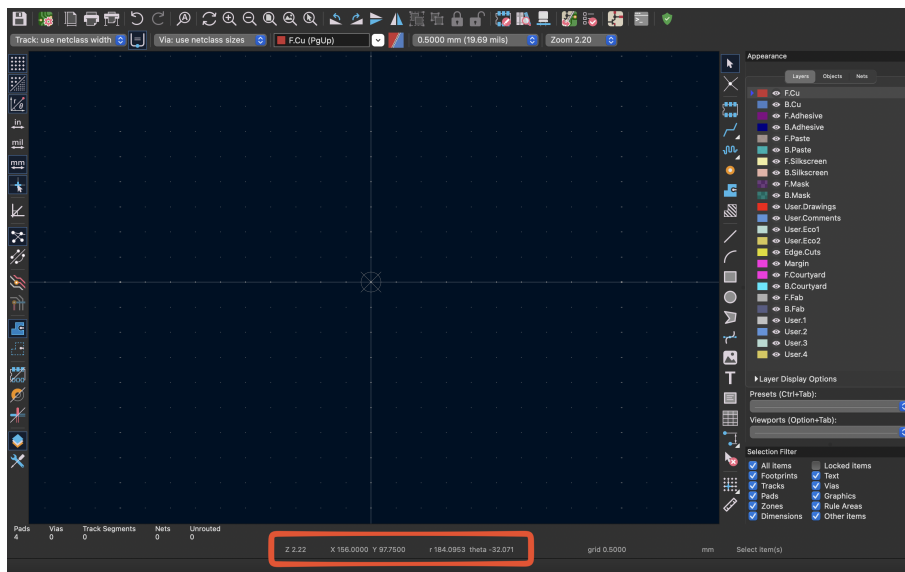 Track: use netclass width
Via: use netclass sizes
F.Cu (PgUp)
0.5000 mm (19.69 mils)
Zoom 2.20
in
mil
mm
Appearance
Layers Objects Nets
F.Cu
B.Cu
F.Adhesive
B.Adhesive
F.Paste
B.Paste
F.Silkscreen
B.Silkscreen
F.Mask
B.Mask
User.Drawings
User.Comments
User.Eco1
User.Eco2
Edge.Cuts
Margin
F.Courtyard
B.Courtyard
F.Fab
B.Fab
User.1
User.2
User.3
User.4
Layer Display Options
Presets (Ctrl+Tab):
Viewports (Option+Tab):
Selection Filter
All items Locked items
Footprints Text
Tracks Vias
Pads Graphics
Zones Rule Areas
Dimensions Other items
Pads Vias Track Segments Nets Unrouted
4 0 0 0 0
Z 2.22 X 156.0000 Y 97.7500 r 184.0953 theta -32.071 grid 0.5000 mm Select item(s)